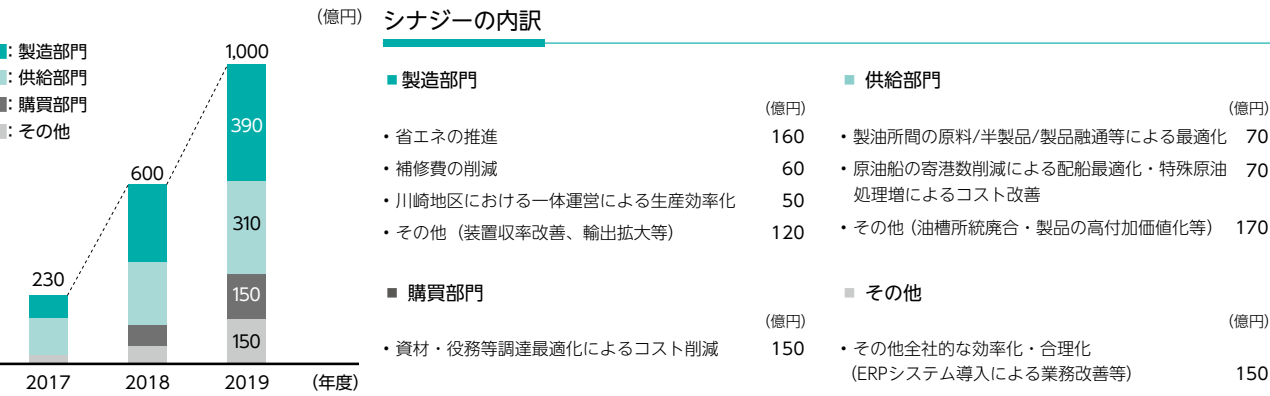 （億円）
：製造部門
：供給部門
：購買部門
：その他
1,000
390
310
150
150
600
230
2017
2018
2019
（年度）
シナジーの内訳
■製造部門
（億円）
・省エネの推進 160
・補修費の削減 60
・川崎地区における一体運営による生産効率化 50
・その他（装置収率改善、輸出拡大等） 120
■ 供給部門
（億円）
・製油所間の原料/半製品/製品融通等による最適化 70
・原油船の寄港数削減による配船最適化・特殊原油 70
処理増によるコスト改善
・その他（油槽所統廃合・製品の高付加価値化等） 170
■ 購買部門
（億円）
・資材・役務等調達最適化によるコスト削減 150
■ その他
（億円）
・その他全社的な効率化・合理化
（ERPシステム導入による業務改善等） 150